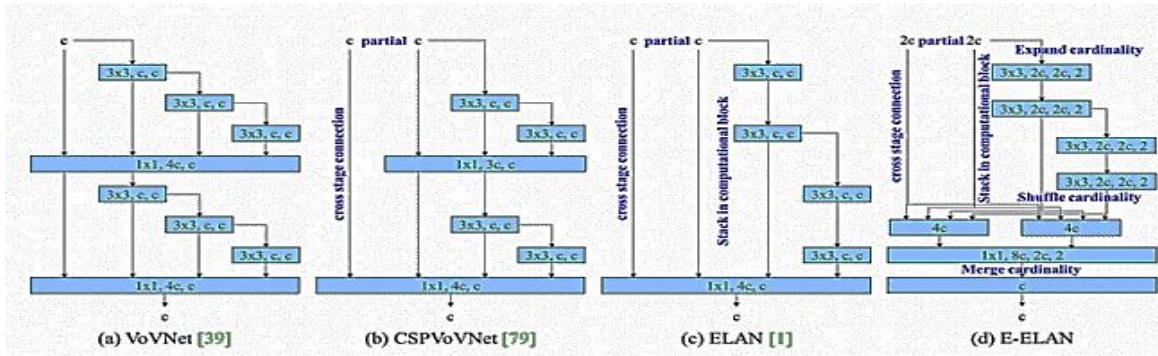 c
3x3, c, c
3x3, c, c
3x3, c, c
1x1, 4c, c
3x3, c, c
3x3, c, c
3x3, c, c
1x1, 4c, c
c
(a) VoVNet [39]
c partial c
cross stage connection
3x3, c, c
3x3, c, c
1x1, 3c, c
3x3, c, c
3x3, c, c
1x1, 4c, c
c
(b) CSPVoVNet [79]
c partial c
cross stage connection
Stack in computational block
3x3, c, c
3x3, c, c
3x3, c, c
3x3, c, c
1x1, 4c, c
c
(c) ELAN [1]
2c partial 2c
Expand cardinality
cross stage connection
Stack in computational block
3x3, 2c, 2c, 2
3x3, 2c, 2c, 2
3x3, 2c, 2c, 2
3x3, 2c, 2c, 2
Shuffle cardinality
4c
4c
1x1, 8c, 2c, 2
Merge cardinality
c
c
(d) E-ELAN